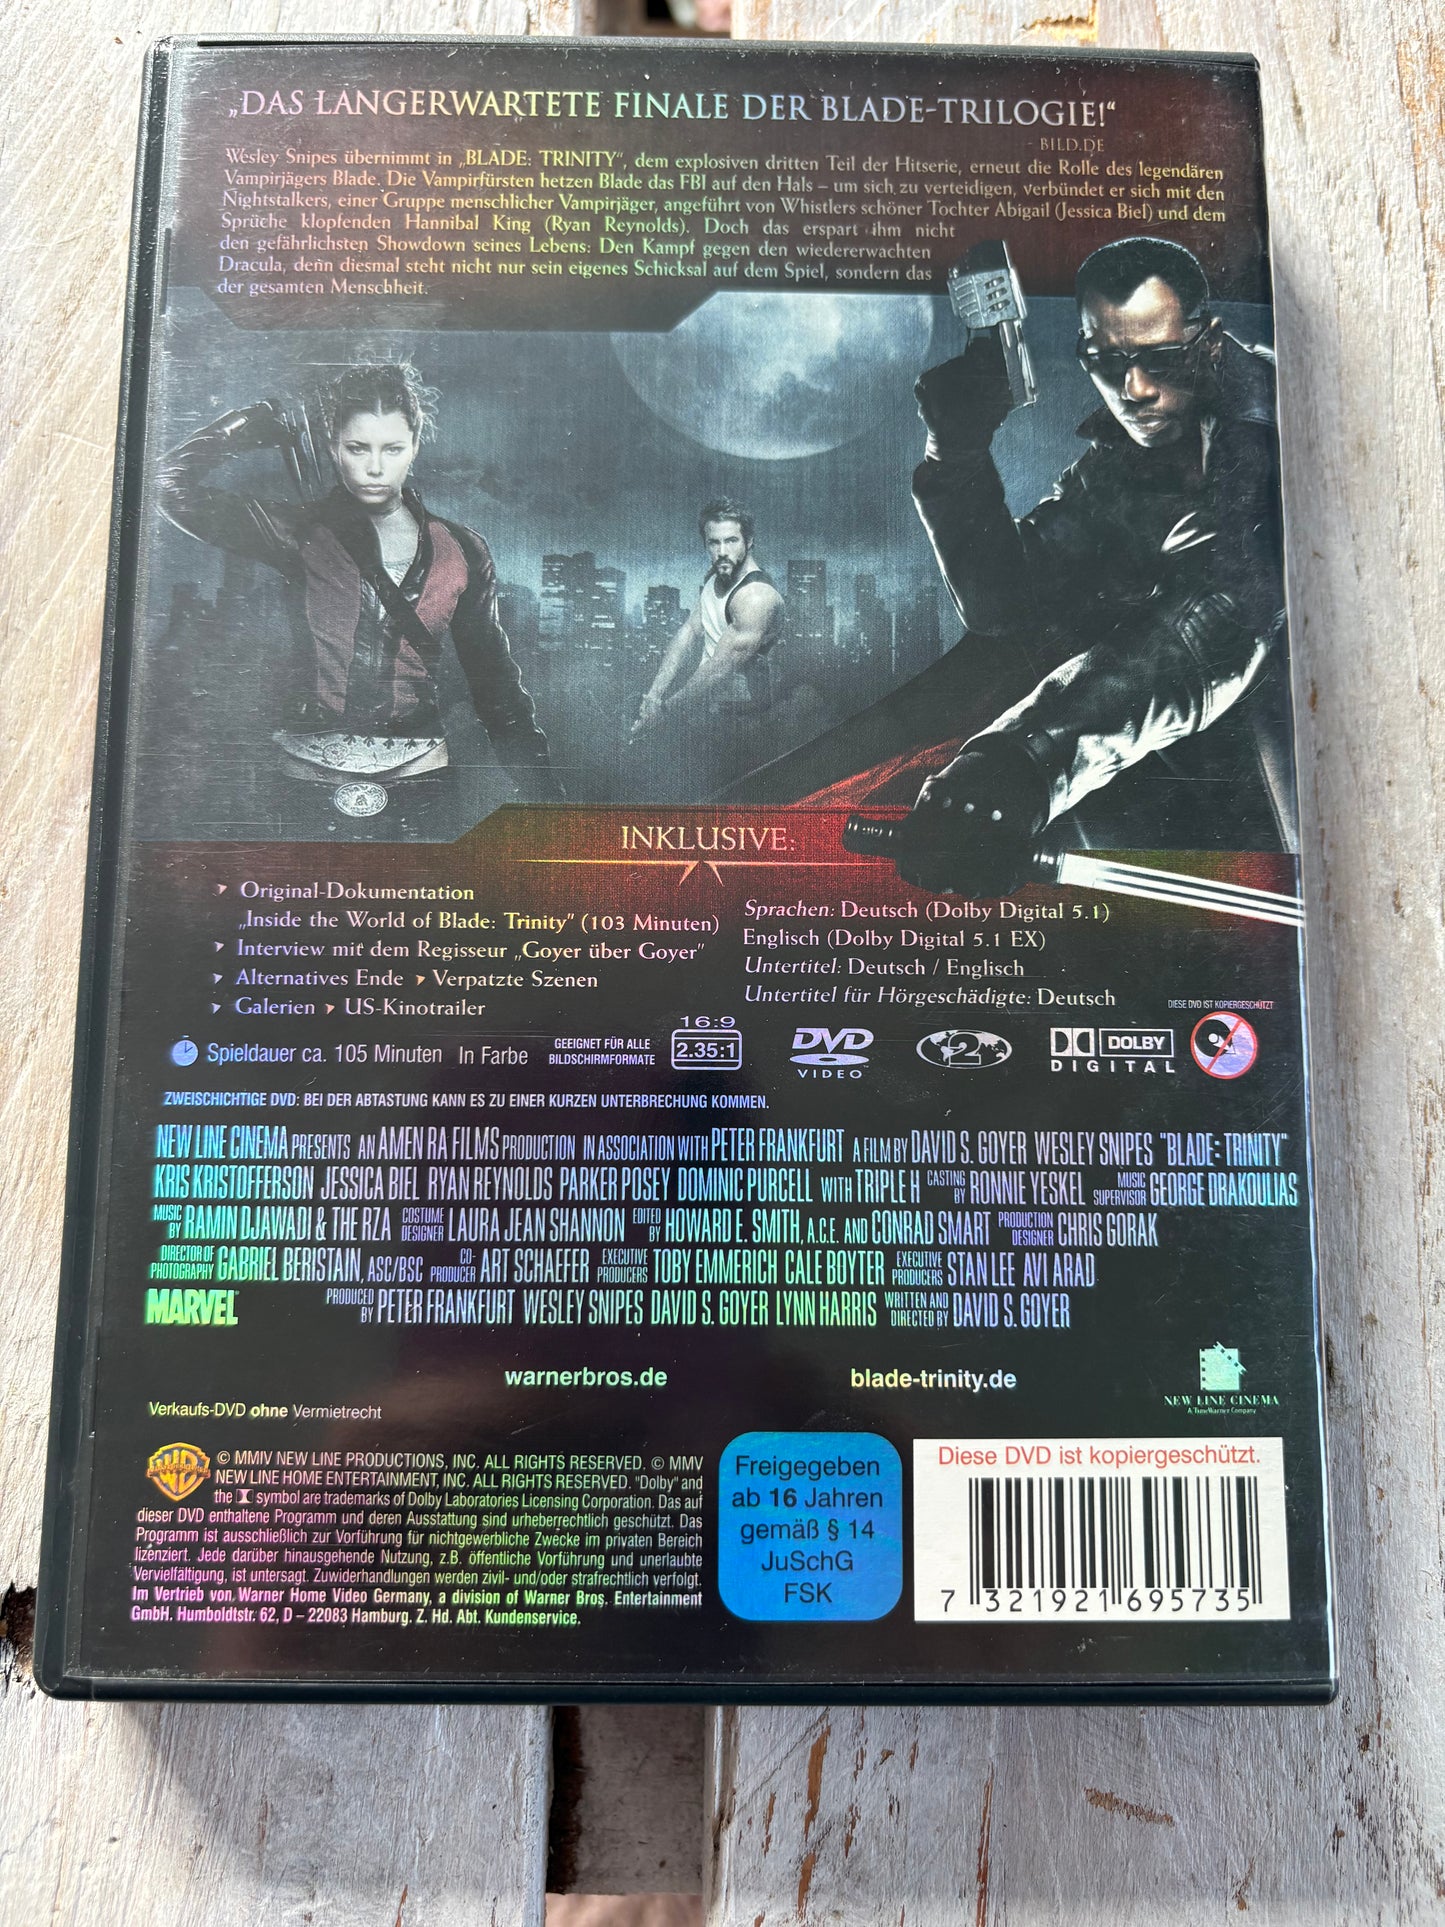 „DAS LANGERWARTETE FINALE DER BLADE-TRILOGIE!“
- BILD.DE
Wesley Snipes übernimmt in „BLADE: TRINITY“, dem explosiven dritten Teil der Hitserie, erneut die Rolle des legendären
Vampirjägers Blade. Die Vampirfürsten hetzen Blade das FBI auf den Hals – um sich zu verteidigen, verbündet er sich mit den
Nightstalkers, einer Gruppe menschlicher Vampirjäger, angeführt von Whistlers schöner Tochter Abigail (Jessica Biel) und dem
Sprüche klopfenden Hannibal King (Ryan Reynolds). Doch das erspart ihm nicht
den gefährlichsten Showdown seines Lebens: Den Kampf gegen den wiedererwachten
Dracula, denn diesmal steht nicht nur sein eigenes Schicksal auf dem Spiel, sondern das
der gesamten Menschheit.
INKLUSIVE:
Original-Dokumentation
„Inside the World of Blade: Trinity“ (103 Minuten)
Interview mit dem Regisseur „Goyer über Goyer“
Alternatives Ende Verpatzte Szenen
Galerien US-Kinotrailer
Sprachen: Deutsch (Dolby Digital 5.1)
Englisch (Dolby Digital 5.1 EX)
Untertitel: Deutsch / Englisch
Untertitel für Hörgeschädigte: Deutsch
DIESE DVD IST KOPIERGESCHÜTZT
Spieldauer ca. 105 Minuten In Farbe
GEEIGNET FÜR ALLE
BILDSCHIRMFORMATE
16:9
2.35:1
DVD
VIDEO
2
DOLBY
DIGITAL
ZWEISCHICHTIGE DVD: BEI DER ABTASTUNG KANN ES ZU EINER KURZEN UNTERBRECHUNG KOMMEN.
NEW LINE CINEMA PRESENTS AN AMEN RA FILMS PRODUCTION IN ASSOCIATION WITH PETER FRANKFURT A FILM BY DAVID S. GOYER WESLEY SNIPES "BLADE: TRINITY"
KRIS KRISTOFFERSON JESSICA BIEL RYAN REYNOLDS PARKER POSEY DOMINIC PURCELL WITH TRIPLE H CASTING BY RONNIE YESKEL MUSIC SUPERVISOR GEORGE DRAKOULIAS
MUSIC BY RAMIN DJAWADI & THE RZA COSTUME DESIGNER LAURA JEAN SHANNON EDITED BY HOWARD E. SMITH, A.C.E. AND CONRAD SMART PRODUCTION DESIGNER CHRIS GORAK
DIRECTOR OF PHOTOGRAPHY GABRIEL BERISTAIN, ASC/BSC CO-PRODUCER ART SCHAEFER EXECUTIVE PRODUCERS TOBY EMMERICH CALE BOYTER EXECUTIVE PRODUCERS STAN LEE AVI ARAD
MARVEL PRODUCED BY PETER FRANKFURT WESLEY SNIPES DAVID S. GOYER LYNN HARRIS WRITTEN AND DIRECTED BY DAVID S. GOYER
warnerbros.de
blade-trinity.de
NEW LINE CINEMA
A TimeWarner Company
Verkaufs-DVD ohne Vermietrecht
WB
© MMIV NEW LINE PRODUCTIONS, INC. ALL RIGHTS RESERVED. © MMV
NEW LINE HOME ENTERTAINMENT, INC. ALL RIGHTS RESERVED. "Dolby" and
the symbol are trademarks of Dolby Laboratories Licensing Corporation. Das auf
dieser DVD enthaltene Programm und deren Ausstattung sind urheberrechtlich geschützt. Das
Programm ist ausschließlich zur Vorführung für nichtgewerbliche Zwecke im privaten Bereich
lizenziert. Jede darüber hinausgehende Nutzung, z.B. öffentliche Vorführung und unerlaubte
Vervielfältigung, ist untersagt. Zuwiderhandlungen werden zivil- und/oder strafrechtlich verfolgt.
Im Vertrieb von Warner Home Video Germany, a division of Warner Bros. Entertainment
GmbH. Humboldtstr. 62, D – 22083 Hamburg. Z. Hd. Abt. Kundenservice.
Freigegeben
ab 16 Jahren
gemäß § 14
JuSchG
FSK
Diese DVD ist kopiergeschützt.
7 321921 695735